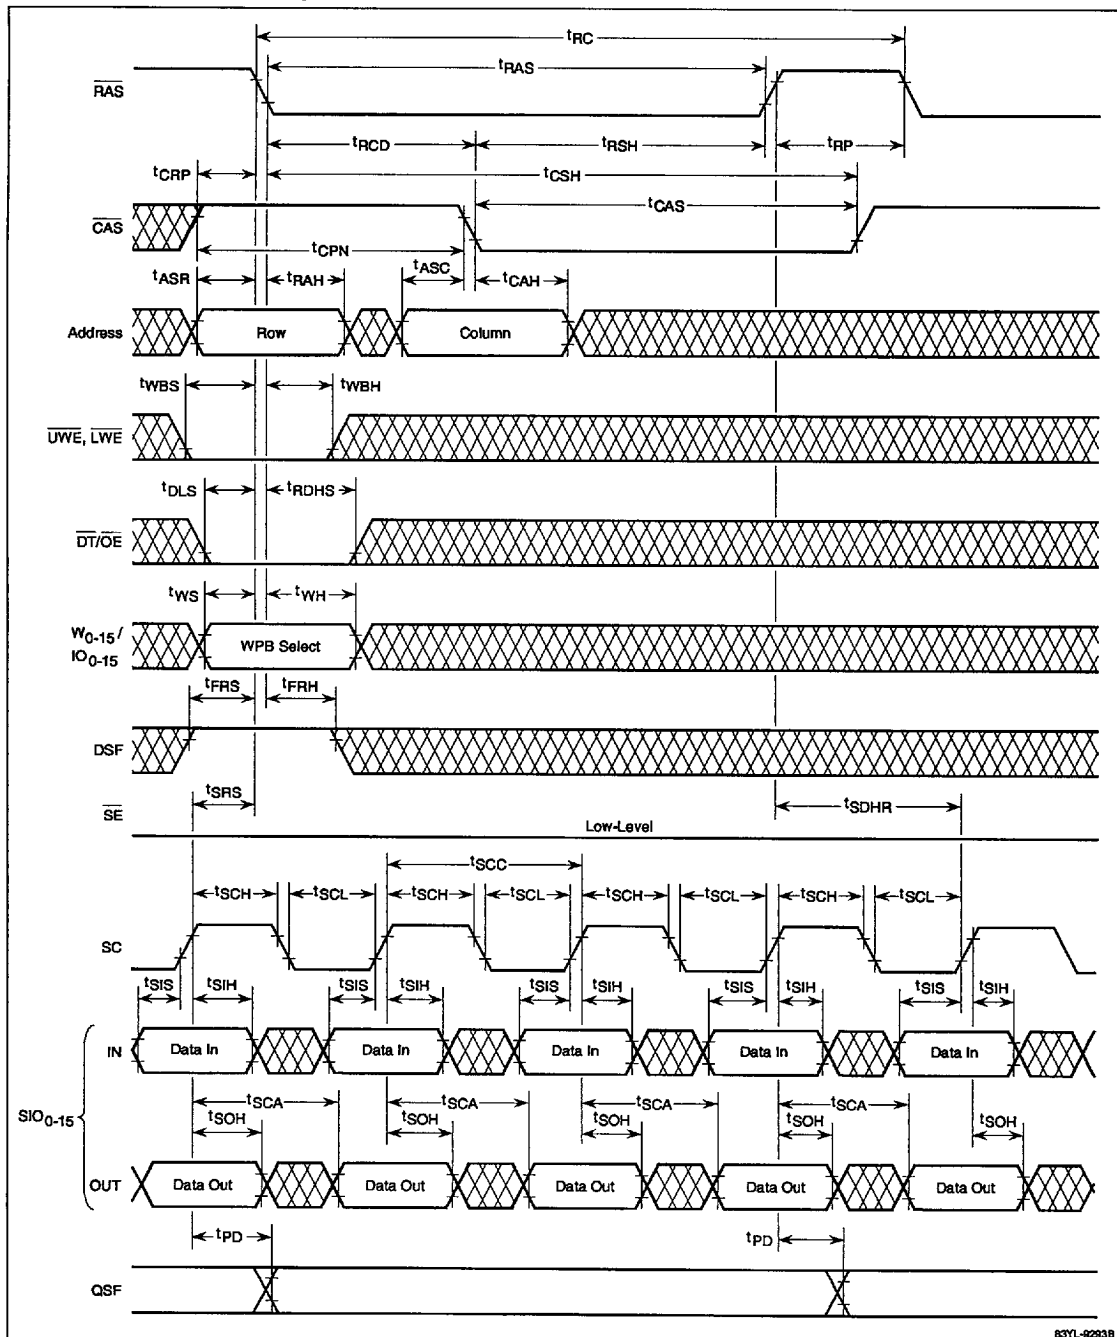 tRC
tRAS
RAS
tRCD
tRSH
tRP
tCRP
tCSH
tCAS
CAS
tCPN
tASC
tASR
tRAH
tCAH
Address
Row
Column
tWBS
tWBH
UWE, LWE
tDLS
tRDHS
DT/OE
tWS
tWH
W0-15 /
IO0-15
WPB Select
tFRS
tFRH
DSF
tSRS
tSDHR
SE
Low-Level
tSCC
tSCH
tSCL
tSCH
tSCL
tSCH
tSCL
tSCH
tSCL
SC
tSIS
tSIH
tSIS
tSIH
tSIS
tSIH
tSIS
tSIH
tSIS
tSIH
IN
Data In
Data In
Data In
Data In
Data In
SIO0-15
tSCA
tSCA
tSCA
tSCA
tSOH
tSOH
tSOH
tSOH
tSOH
OUT
Data Out
Data Out
Data Out
Data Out
Data Out
tPD
tPD
QSF
83YL-9293B